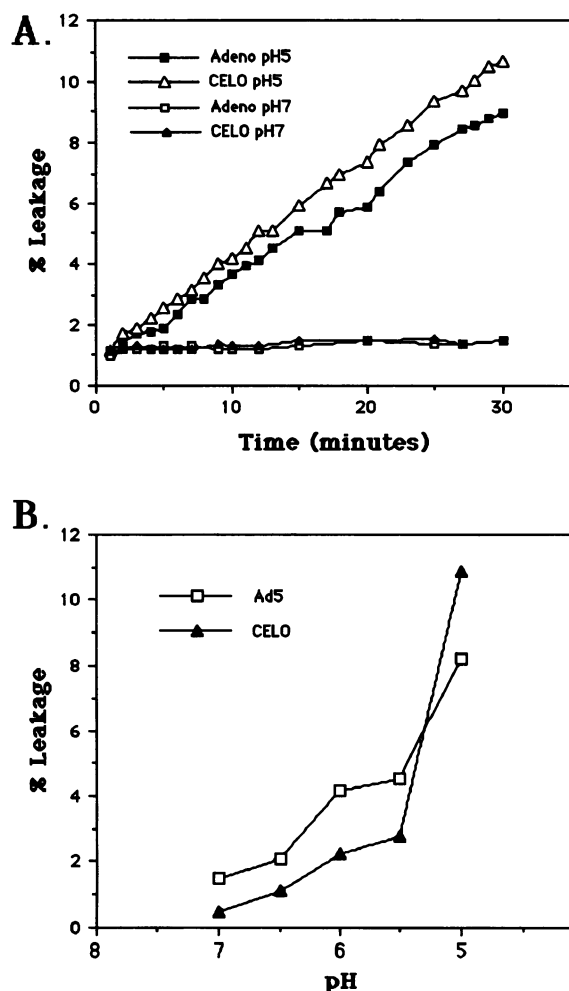 A.
12
10
8
6
4
2
0
% Leakage
Adeno pH5
CELO pH5
Adeno pH7
CELO pH7
0 10 20 30
Time (minutes)
B.
12
10
8
6
4
2
0
% Leakage
Ad5
CELO
8 7 6 5
pH